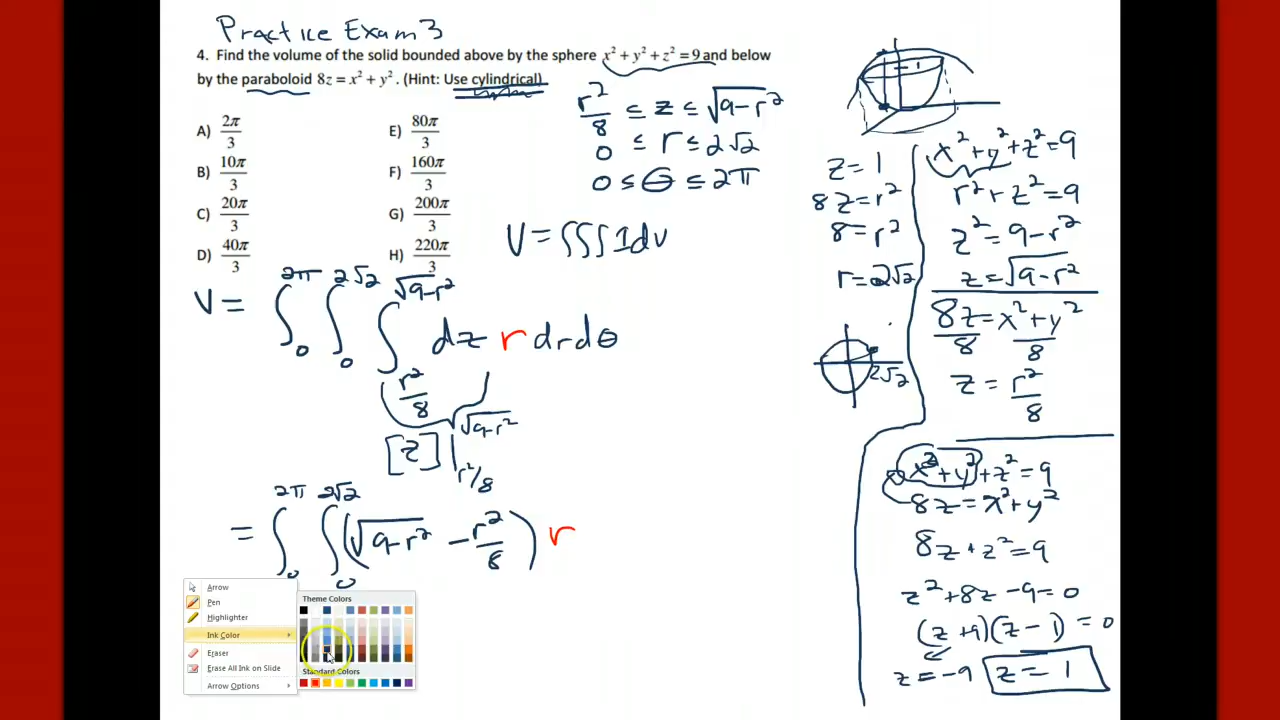 Practice Exam 3
4. Find the volume of the solid bounded above by the sphere x² + y² + z² = 9 and below
by the paraboloid 8z = x² + y². (Hint: Use cylindrical)
A) 2π/3
B) 10π/3
C) 20π/3
D) 40π/3
E) 80π/3
F) 160π/3
G) 200π/3
H) 220π/3
r²/8 ≤ z ≤ √9-r²
0 ≤ r ≤ 2√2
0 ≤ θ ≤ 2π
V = ∫∫∫ 1 dv
V = ∫₀^2π ∫₀^2√2 ∫_r²/8^√9-r² dz r dr dθ
[z] |_r²/8^√9-r²
= ∫₀^2π ∫₀^2√2 (√9-r² - r²/8) r
z = 1
8z = r²
8 = r²
r = 2√2
2√2
x² + y² + z² = 9
r² + z² = 9
z² = 9 - r²
z = √9-r²
8z/8 = x² + y²/8
z = r²/8
x² + y² + z² = 9
8z = x² + y²
8z + z² = 9
z² + 8z - 9 = 0
(z + 9)(z - 1) = 0
z = -9 z = 1
Arrow
Pen
Highlighter
Ink Color
Eraser
Erase All Ink on Slide
Arrow Options
Theme Colors
Standard Colors